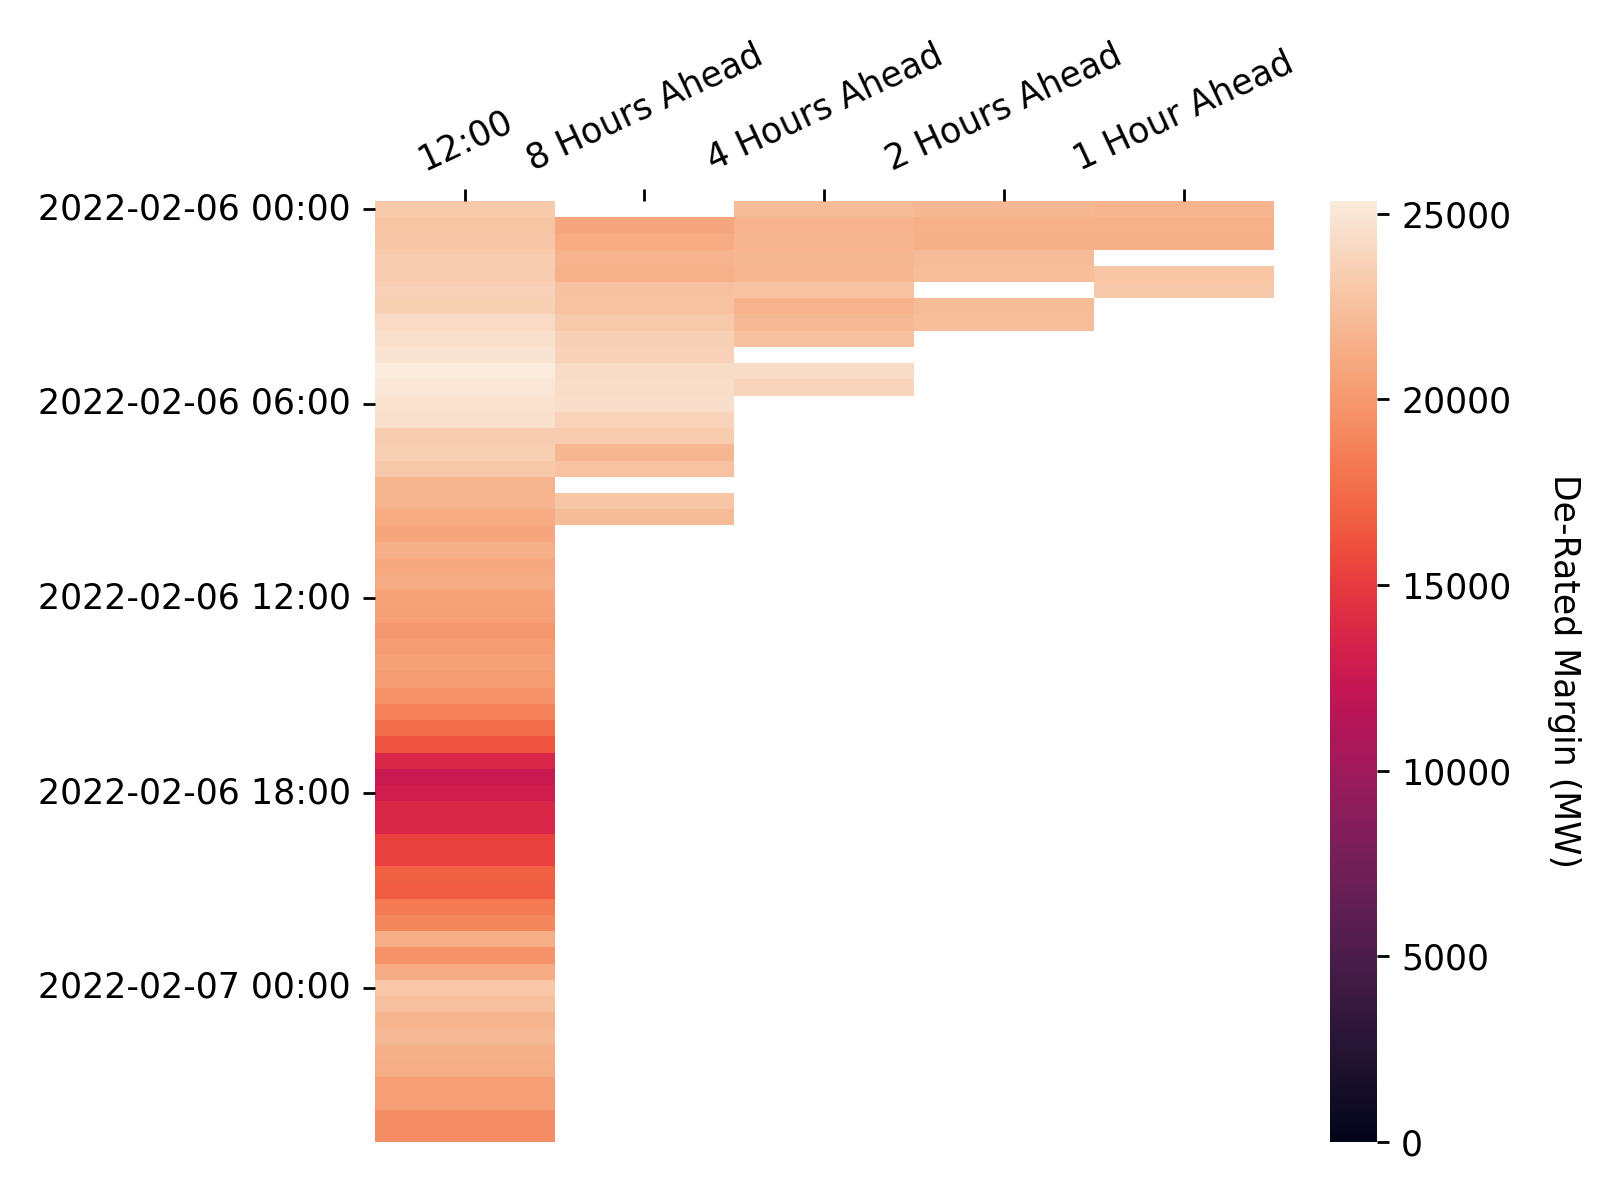 12:00
8 Hours Ahead
4 Hours Ahead
2 Hours Ahead
1 Hour Ahead
2022-02-06 00:00
2022-02-06 06:00
2022-02-06 12:00
2022-02-06 18:00
2022-02-07 00:00
25000
20000
15000
10000
5000
0
De-Rated Margin (MW)